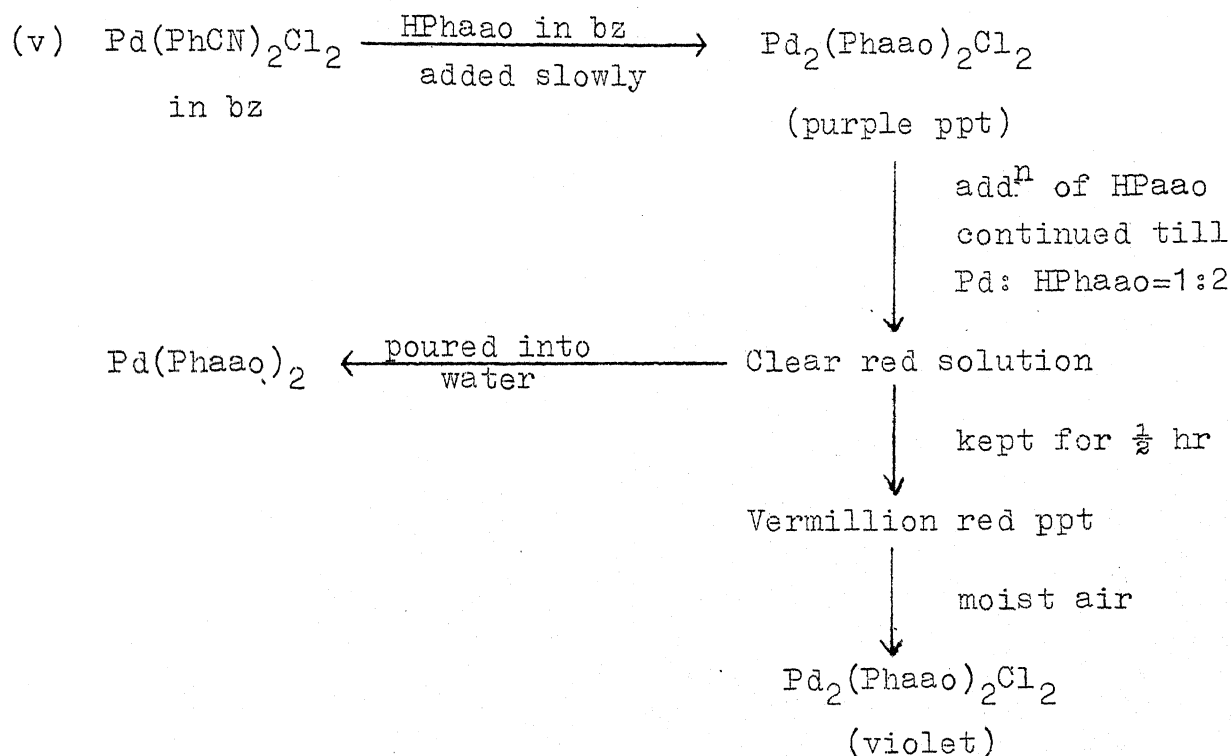 (v) Pd(PhCN)₂Cl₂ HPhaao in bz Pd₂(Phaao)₂Cl₂
added slowly
in bz
(purple ppt)
addⁿ of HPaao
continued till
Pd: HPhaao=1:2
Pd(Phaao)₂ poured into Clear red solution
water
kept for ½ hr
Vermillion red ppt
moist air
Pd₂(Phaao)₂Cl₂
(violet)